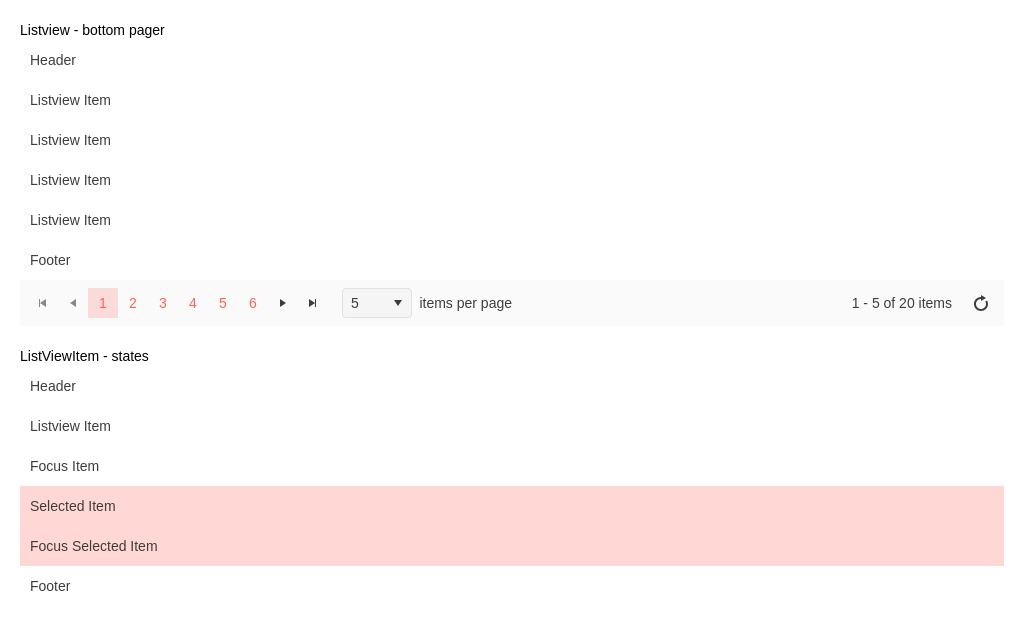 Listview - bottom pager
Header
Listview Item
Listview Item
Listview Item
Listview Item
Footer
1 2 3 4 5 6 5 items per page 1 - 5 of 20 items
ListViewItem - states
Header
Listview Item
Focus Item
Selected Item
Focus Selected Item
Footer